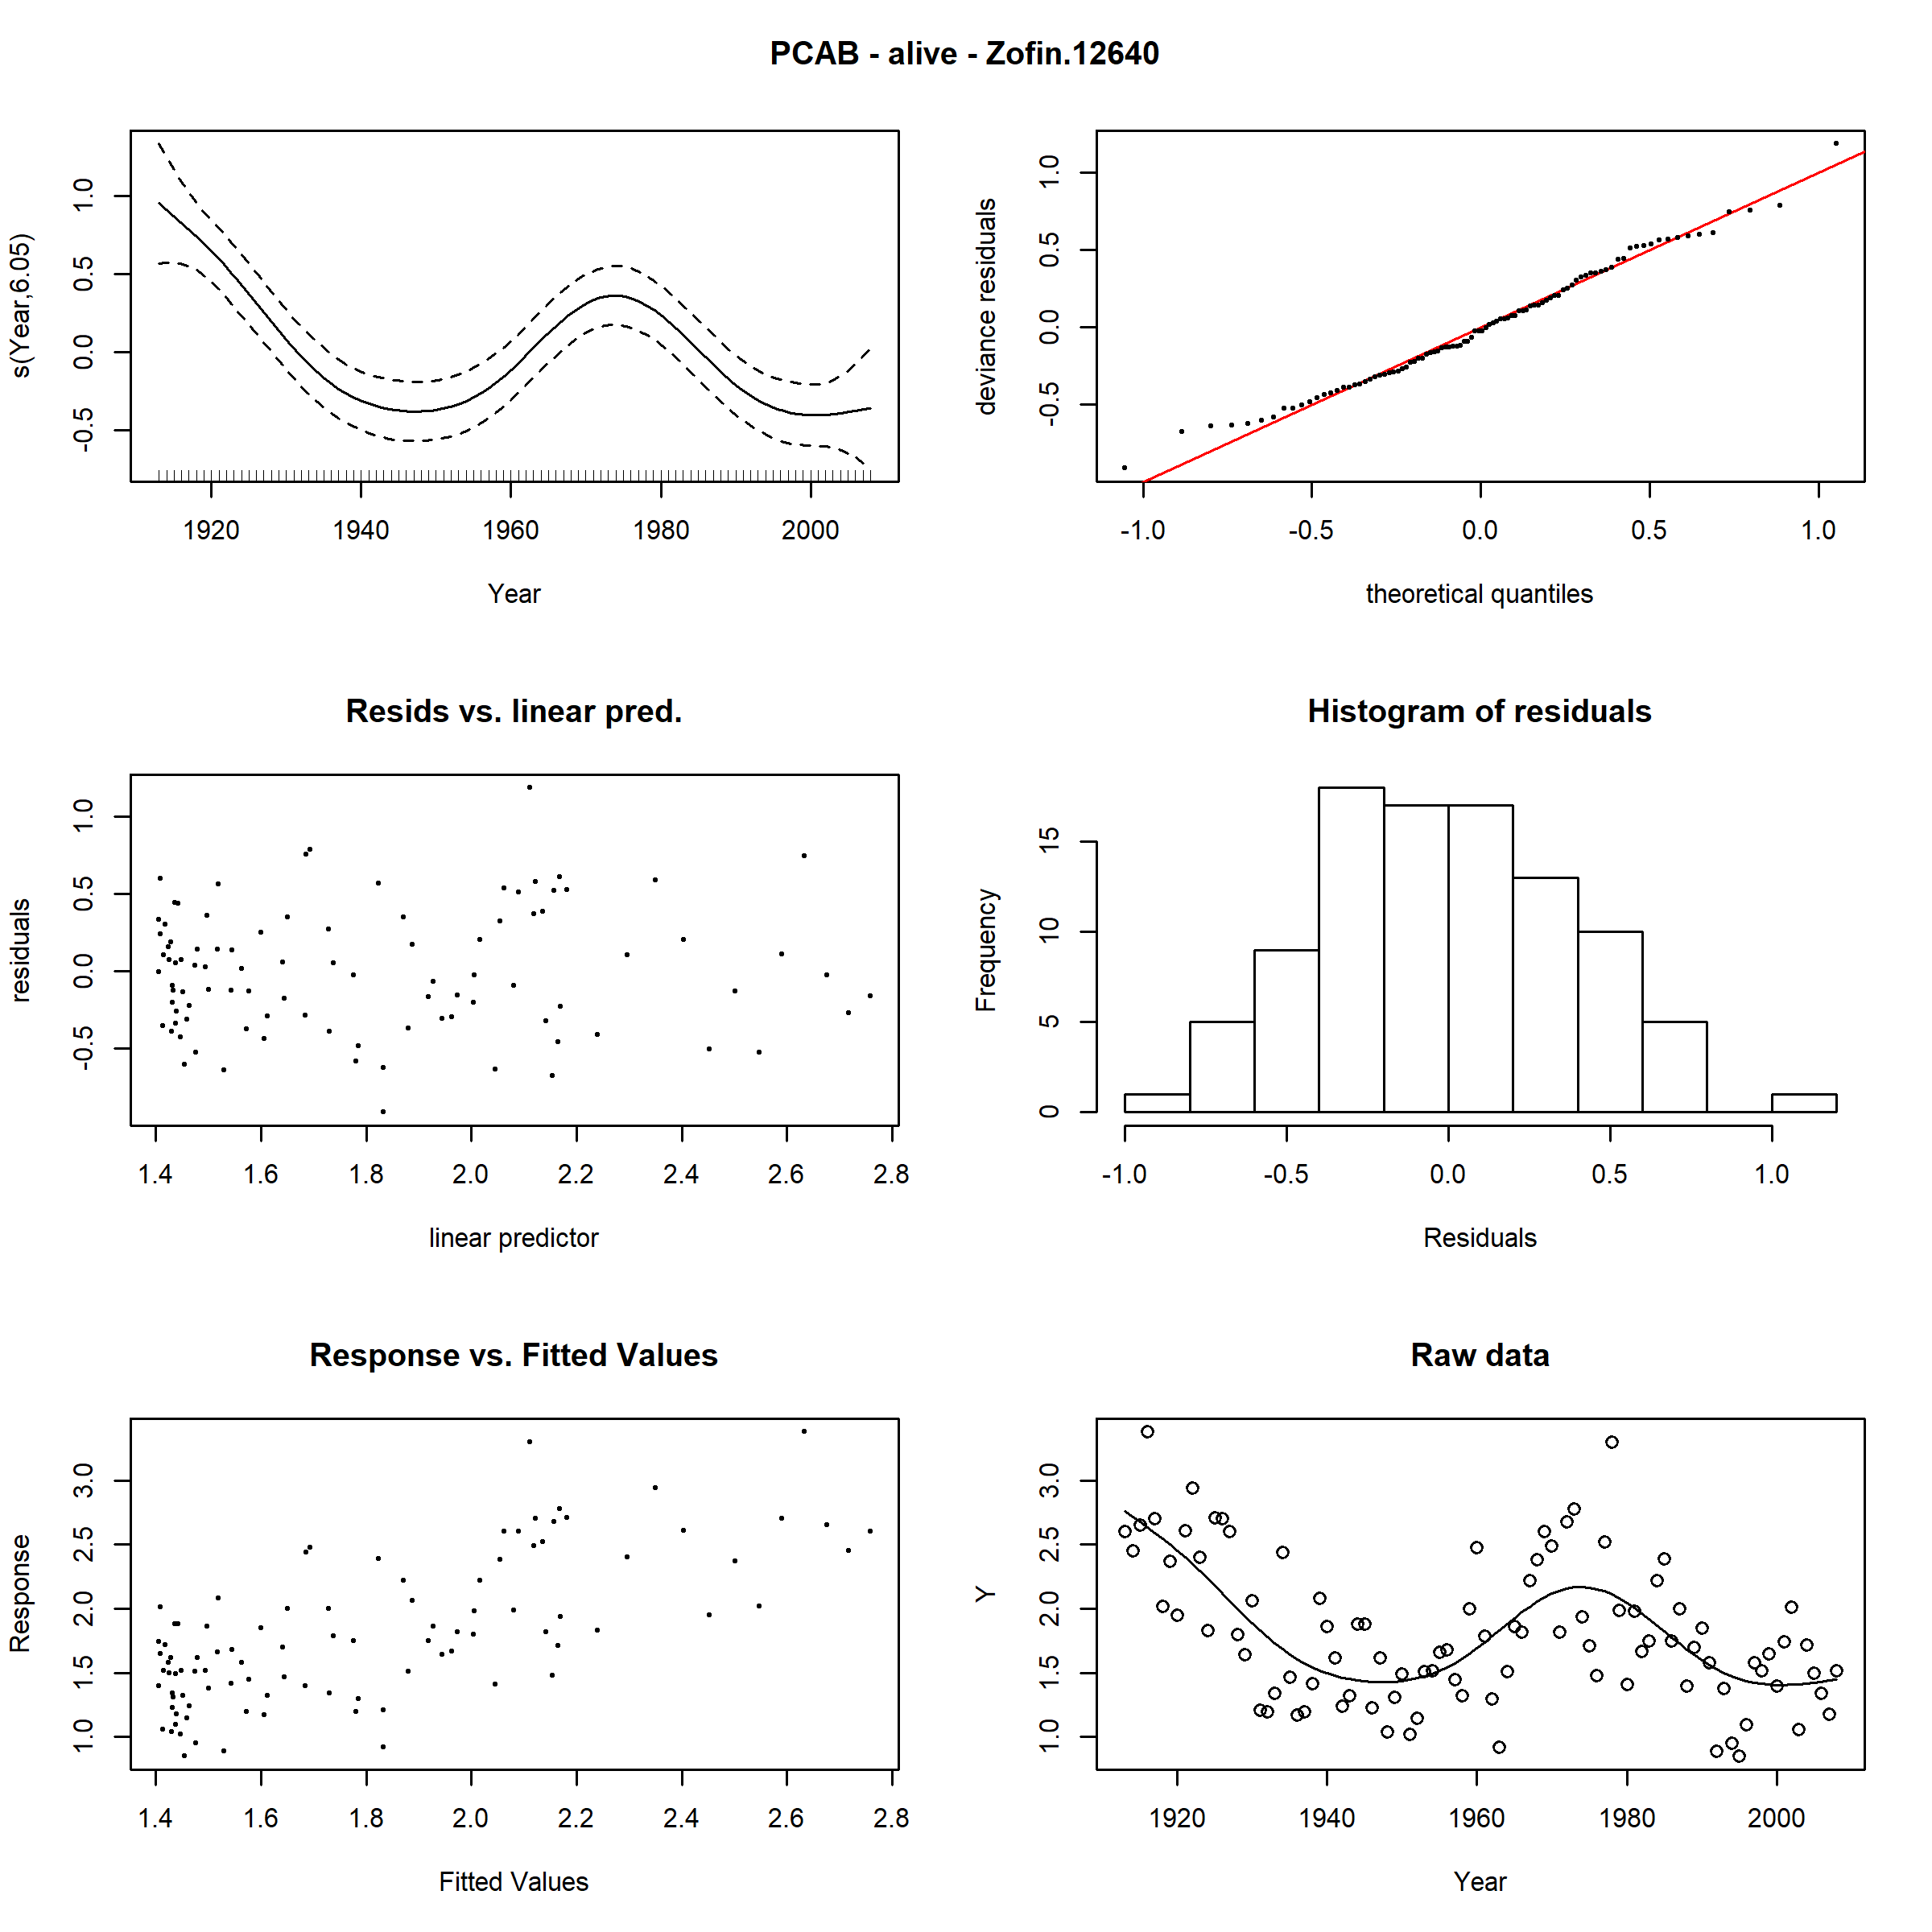 PCAB - alive - Zofin.12640
s(Year,6.05)
-0.5 0.0 0.5 1.0
1920 1940 1960 1980 2000
Year
deviance residuals
-0.5 0.0 0.5 1.0
-1.0 -0.5 0.0 0.5 1.0
theoretical quantiles
Resids vs. linear pred.
residuals
-0.5 0.0 0.5 1.0
1.4 1.6 1.8 2.0 2.2 2.4 2.6 2.8
linear predictor
Histogram of residuals
Frequency
0 5 10 15
-1.0 -0.5 0.0 0.5 1.0
Residuals
Response vs. Fitted Values
Response
1.0 1.5 2.0 2.5 3.0
1.4 1.6 1.8 2.0 2.2 2.4 2.6 2.8
Fitted Values
Raw data
Y
1.0 1.5 2.0 2.5 3.0
1920 1940 1960 1980 2000
Year